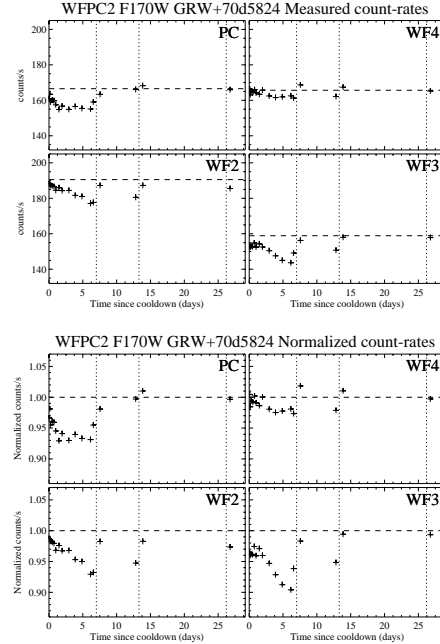 WFPC2 F170W GRW+70d5824 Measured count-rates
PC WF4
200
180
160
140
counts/s
WF2 WF3
200
180
160
140
counts/s
0 5 10 15 20 25 0 5 10 15 20 25
Time since cooldown (days) Time since cooldown (days)
WFPC2 F170W GRW+70d5824 Normalized count-rates
PC WF4
1.05
1.00
0.95
0.90
Normalized counts/s
WF2 WF3
1.05
1.00
0.95
0.90
Normalized counts/s
0 5 10 15 20 25 0 5 10 15 20 25
Time since cooldown (days) Time since cooldown (days)